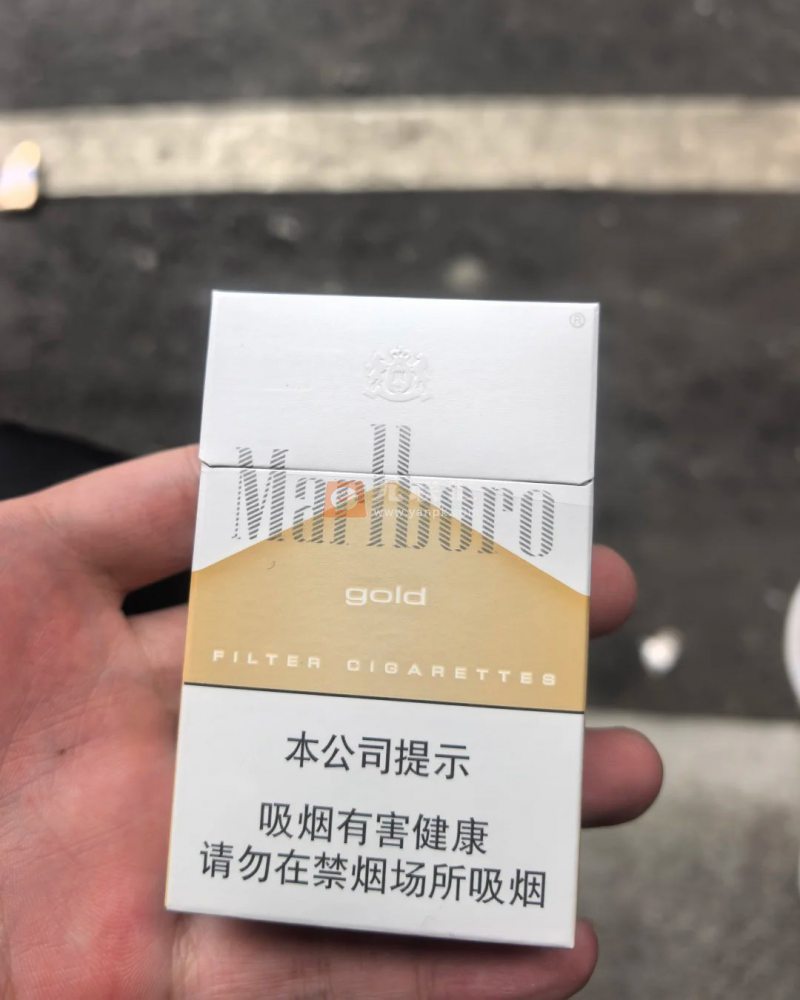 ®
Marlboro
gold
FILTER CIGARETTES
本公司提示
吸烟有害健康
请勿在禁烟场所吸烟